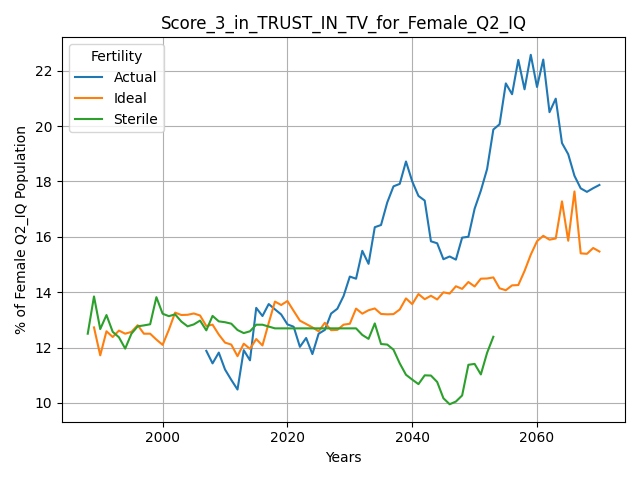 Score_3_in_TRUST_IN_TV_for_Female_Q2_IQ
Fertility
Actual
Ideal
Sterile
% of Female Q2_IQ Population
22
20
18
16
14
12
10
2000
2020
2040
2060
Years